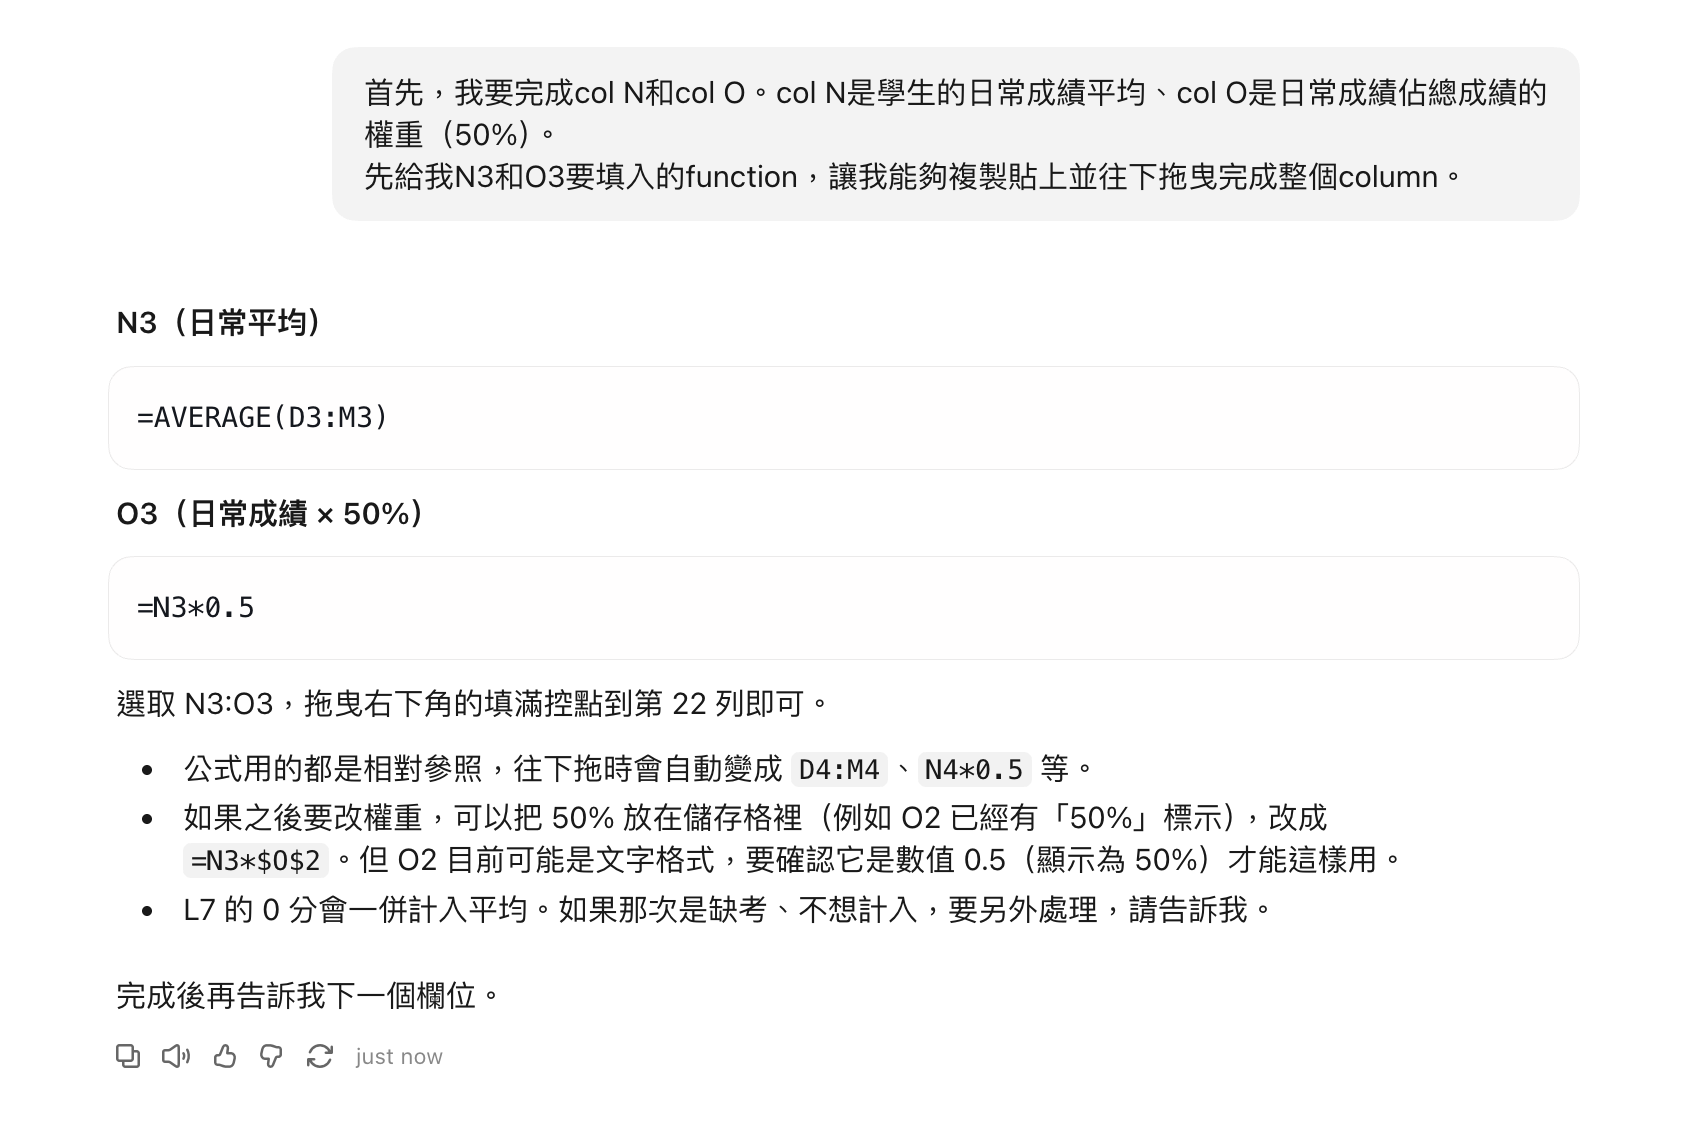 首先，我要完成col N和col O。col N是學生的日常成績平均、col O是日常成績佔總成績的
權重（50%）。
先給我N3和O3要填入的function，讓我能夠複製貼上並往下拖曳完成整個column。
N3（日常平均）
=AVERAGE(D3:M3)
O3（日常成績 × 50%）
=N3*0.5
選取 N3:O3，拖曳右下角的填滿控點到第 22 列即可。
• 公式用的都是相對參照，往下拖時會自動變成 D4:M4、N4*0.5 等。
• 如果之後要改權重，可以把 50% 放在儲存格裡（例如 O2 已經有「50%」標示），改成
=N3*$O$2。但 O2 目前可能是文字格式，要確認它是數值 0.5（顯示為 50%）才能這樣用。
• L7 的 0 分會一併計入平均。如果那次是缺考、不想計入，要另外處理，請告訴我。
完成後再告訴我下一個欄位。
just now